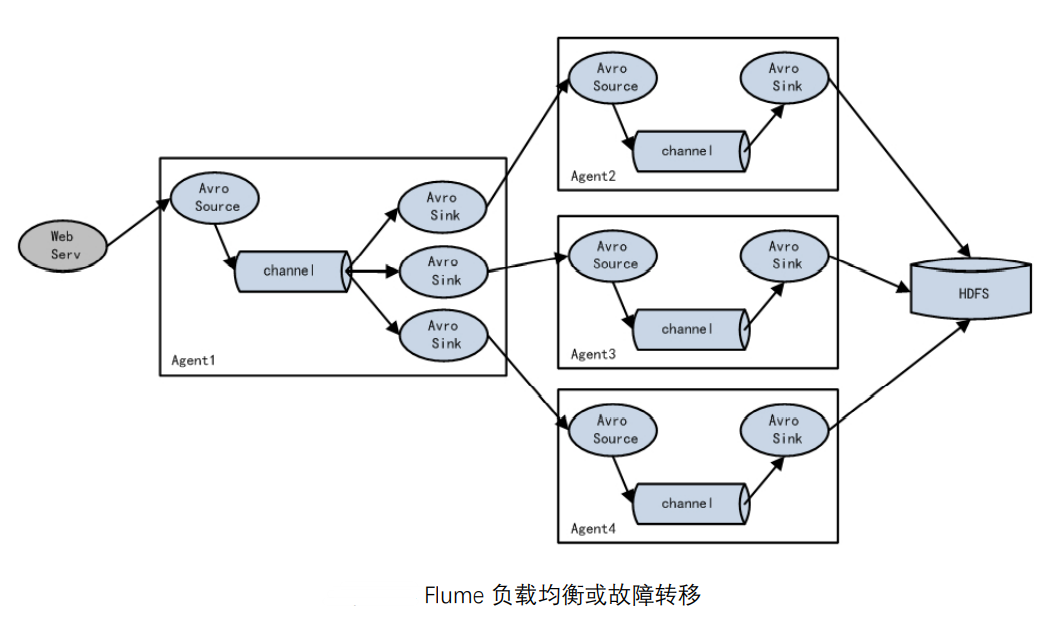 Web
Serv
Avro
Source
channel
Avro
Sink
Avro
Sink
Avro
Sink
Agent1
Avro
Source
channel
Avro
Sink
Agent2
Avro
Source
channel
Avro
Sink
Agent3
Avro
Source
channel
Avro
Sink
Agent4
HDFS
Flume 负载均衡或故障转移